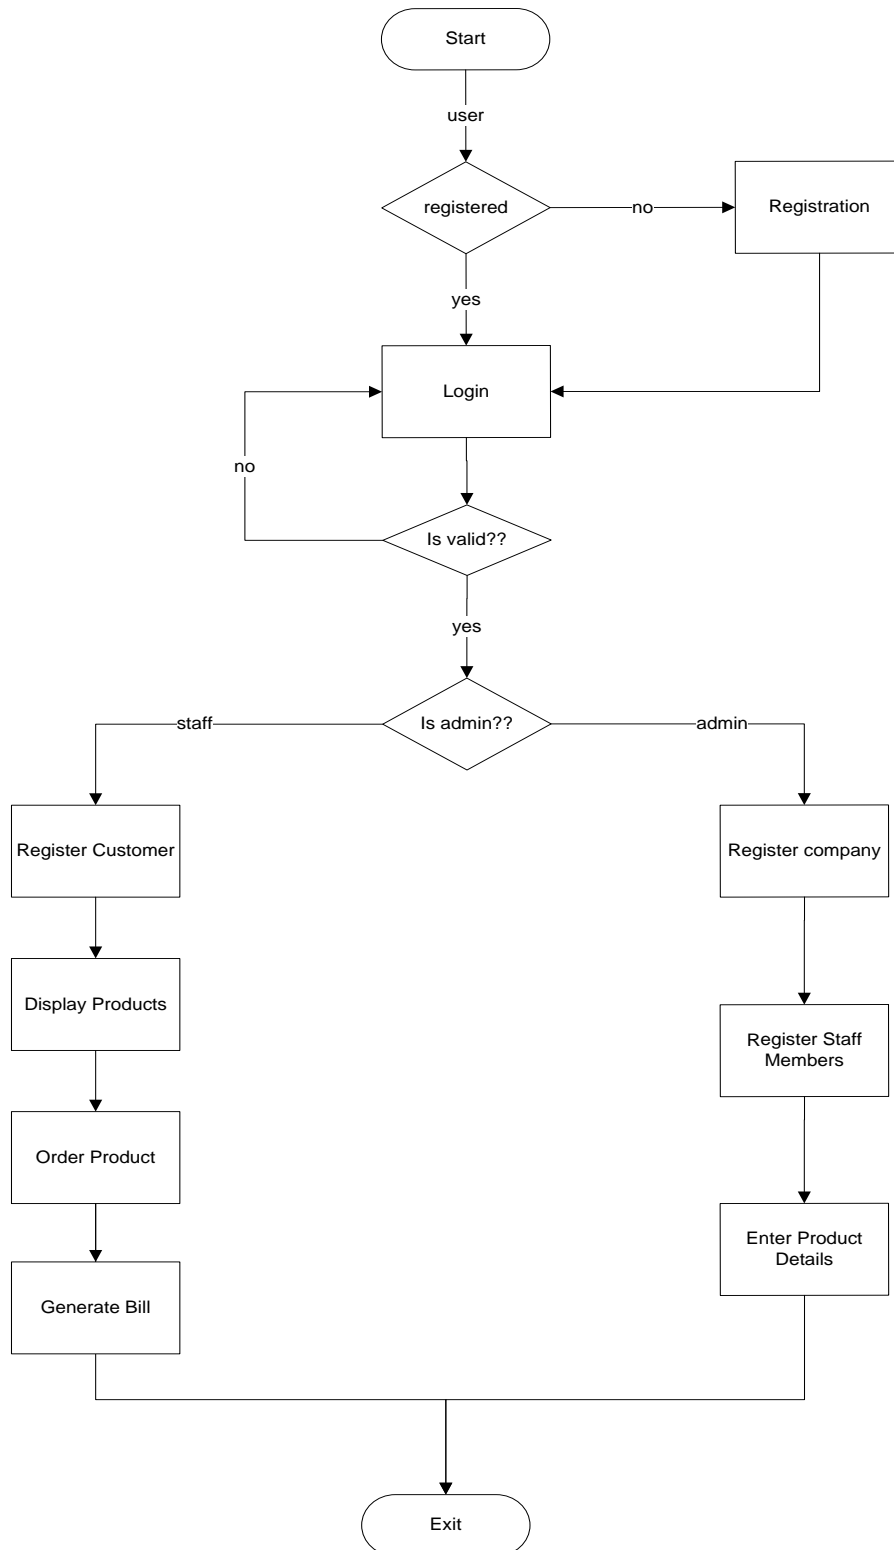 Start
user
registered
no
Registration
yes
Login
no
Is valid??
yes
staff
Is admin??
admin
Register Customer
Register company
Display Products
Register Staff
Members
Order Product
Enter Product
Details
Generate Bill
Exit